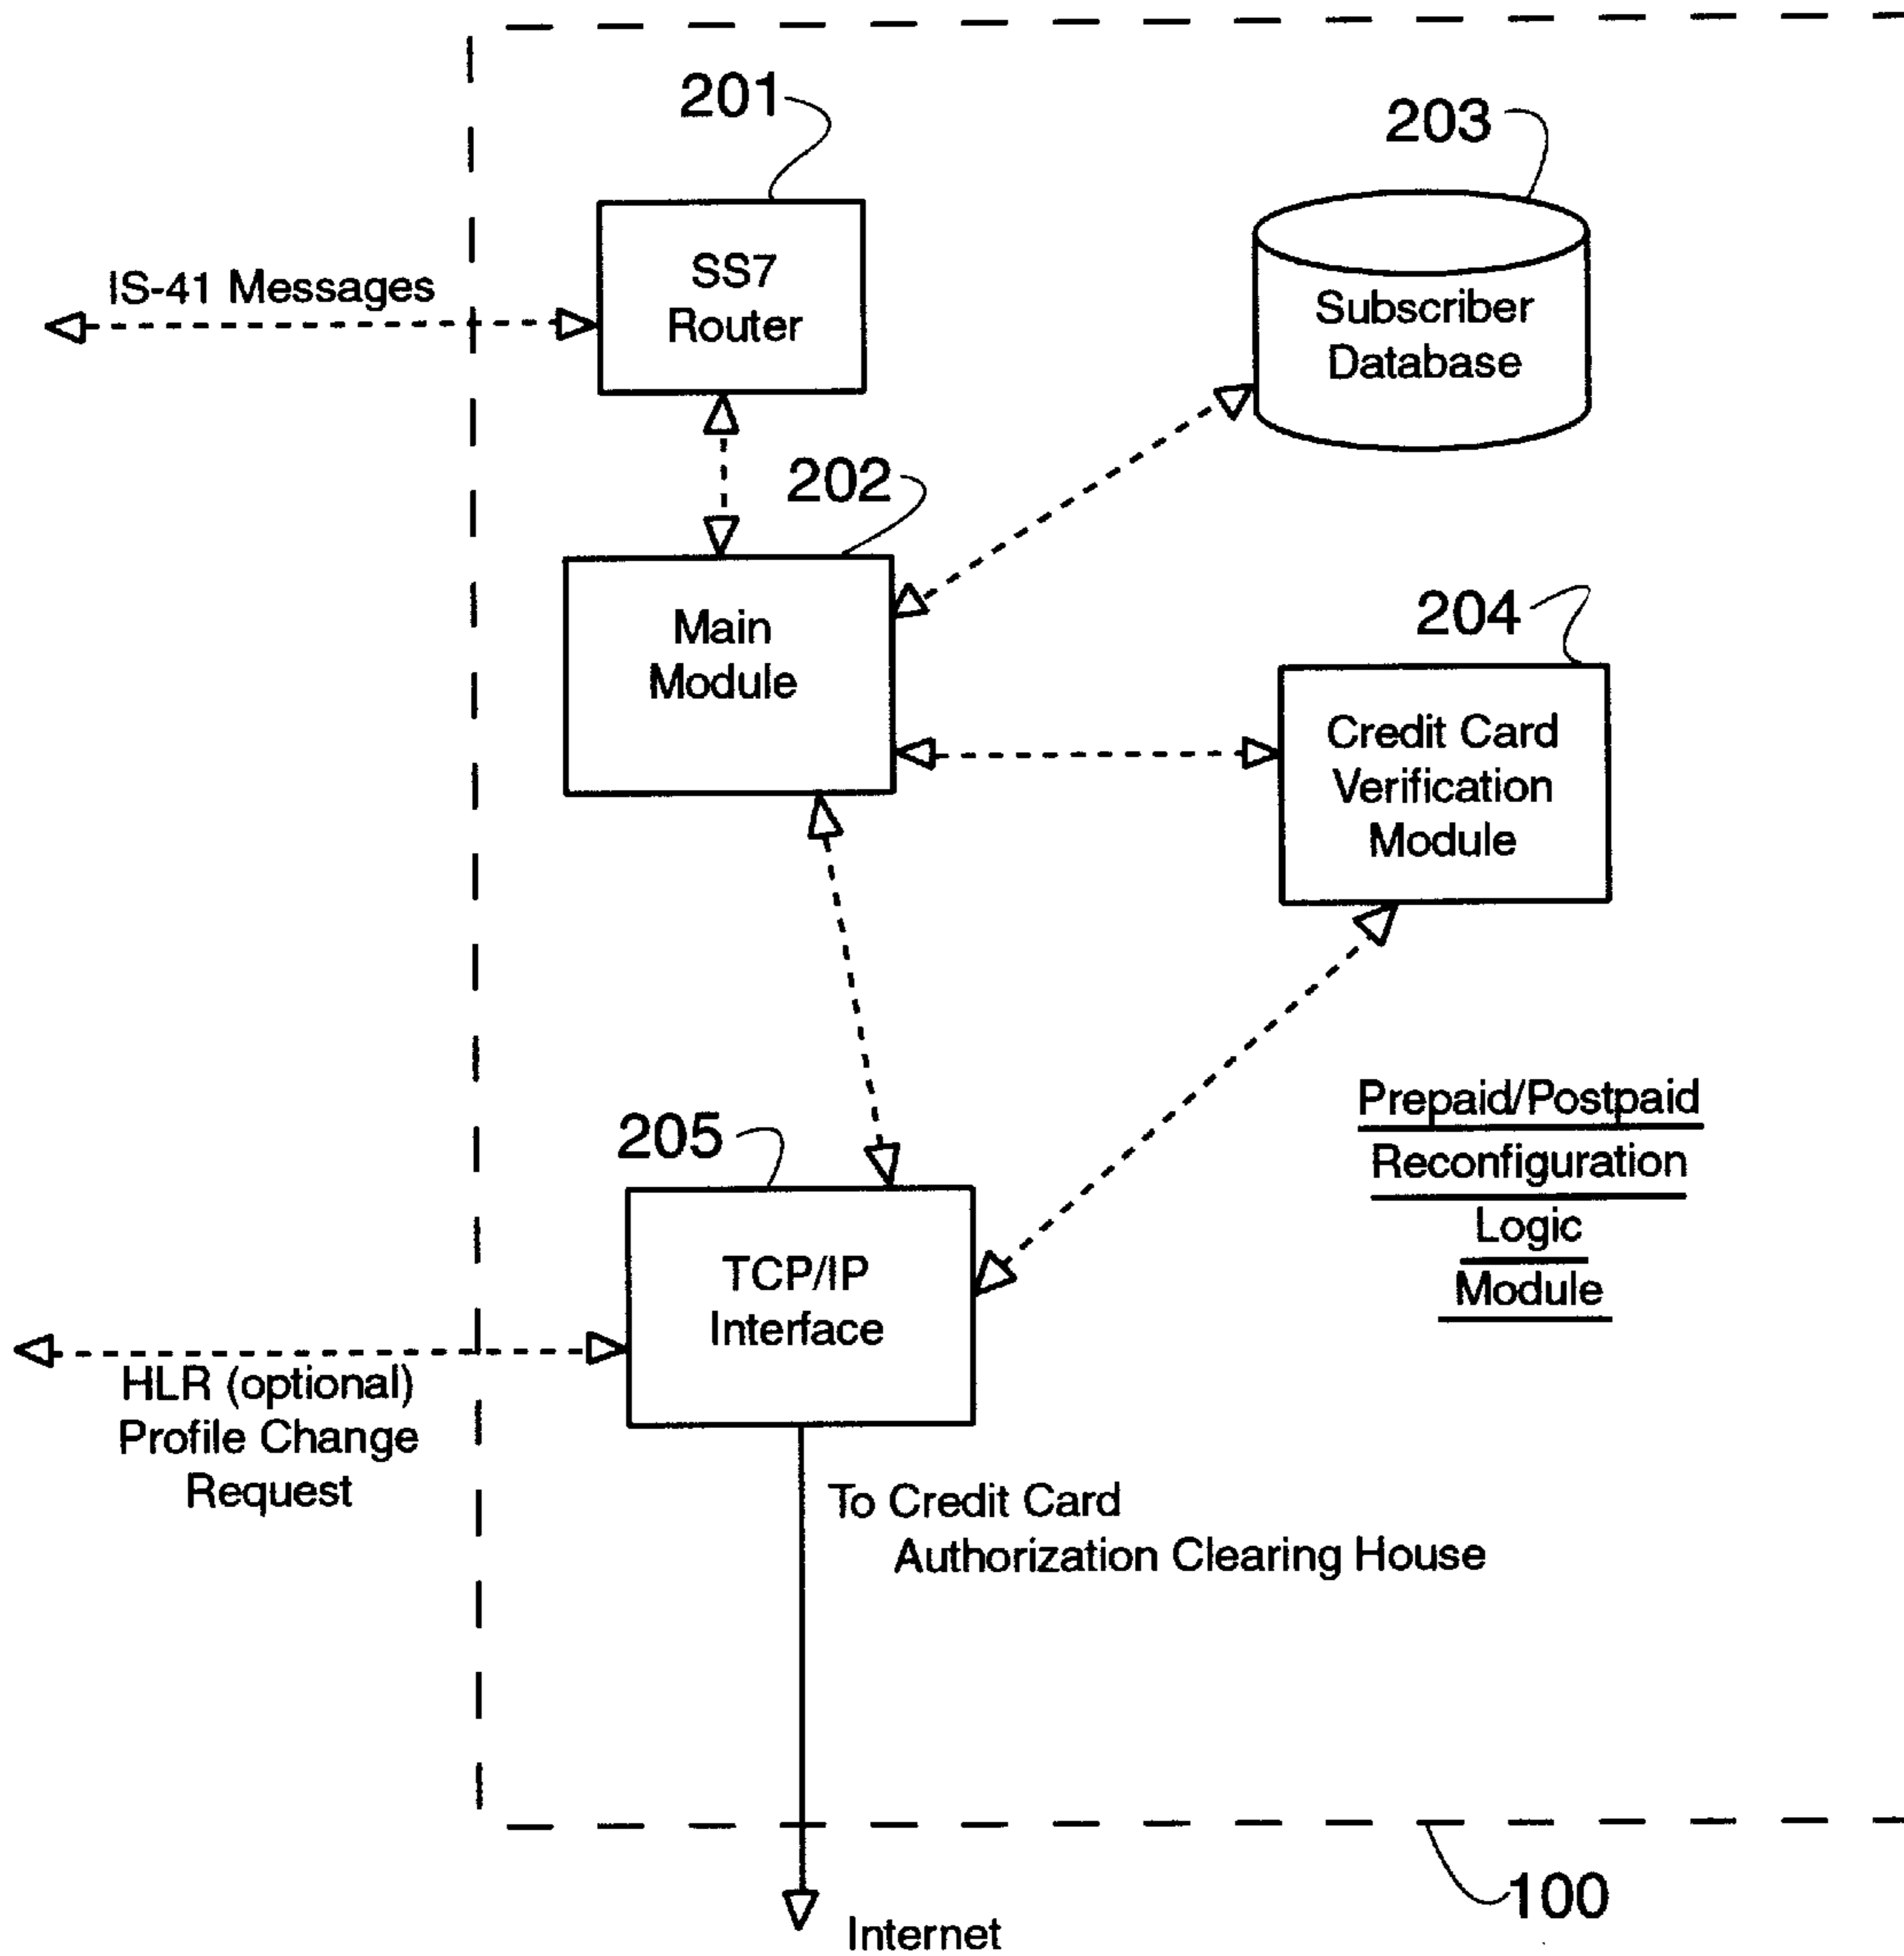 201
203
SS7
Router
IS-41 Messages
Subscriber
Database
202
Main
Module
204
Credit Card
Verification
Module
Prepaid/Postpaid
Reconfiguration
Logic
Module
205
TCP/IP
Interface
HLR (optional)
Profile Change
Request
To Credit Card
Authorization Clearing House
100
Internet